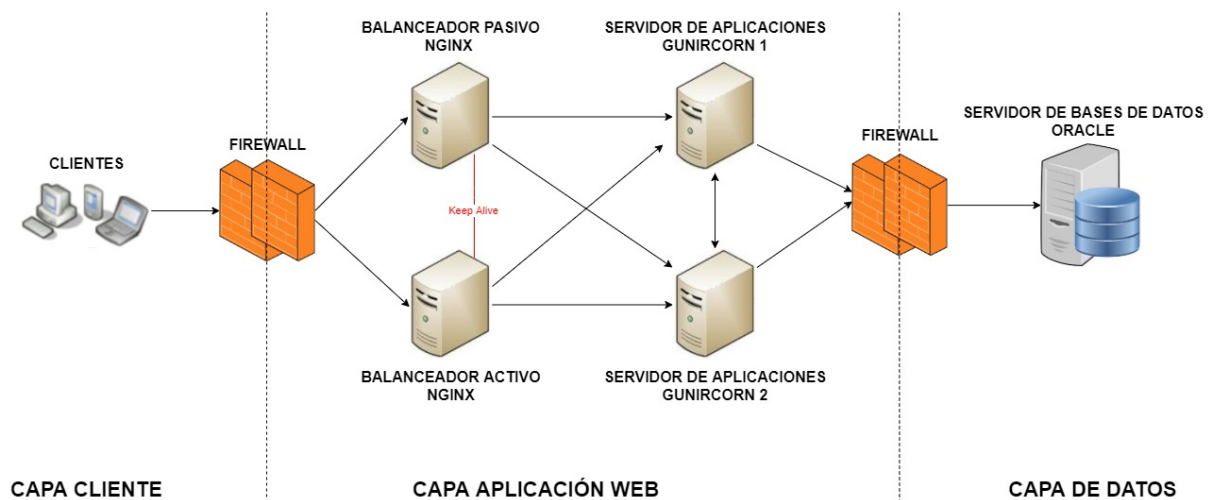 BALANCEADOR PASIVO
NGINX
SERVIDOR DE APLICACIONES
GUNIRCORN 1
SERVIDOR DE BASES DE DATOS
ORACLE
FIREWALL
FIREWALL
CLIENTES
Keep Alive
BALANCEADOR ACTIVO
NGINX
SERVIDOR DE APLICACIONES
GUNIRCORN 2
CAPA CLIENTE
CAPA APLICACIÓN WEB
CAPA DE DATOS